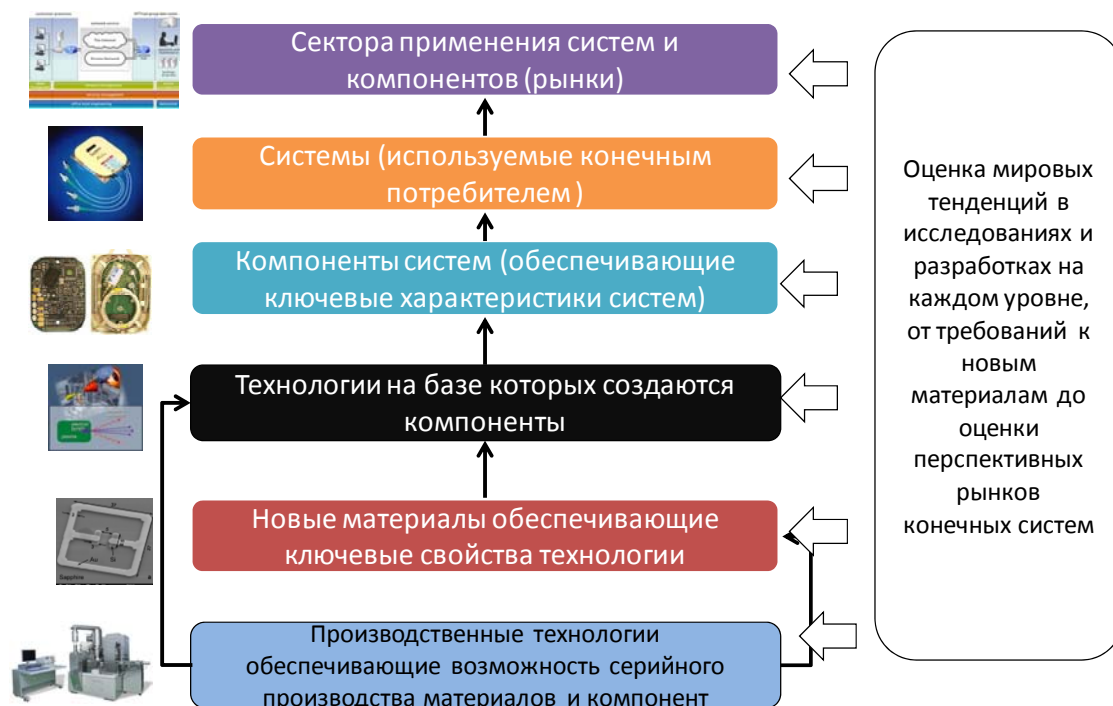 Сектора применения систем и
компонентов (рынки)
Системы (используемые конечным
потребителем )
Компоненты систем (обеспечивающие
ключевые характеристики систем)
Технологии на базе которых создаются
компоненты
Новые материалы обеспечивающие
ключевые свойства технологии
Производственные технологии
обеспечивающие возможность серийного
производства материалов и компонент
Оценка мировых
тенденций в
исследованиях и
разработках на
каждом уровне,
от требований к
новым
материалам до
оценки
перспективных
рынков
конечных систем
Sapphire